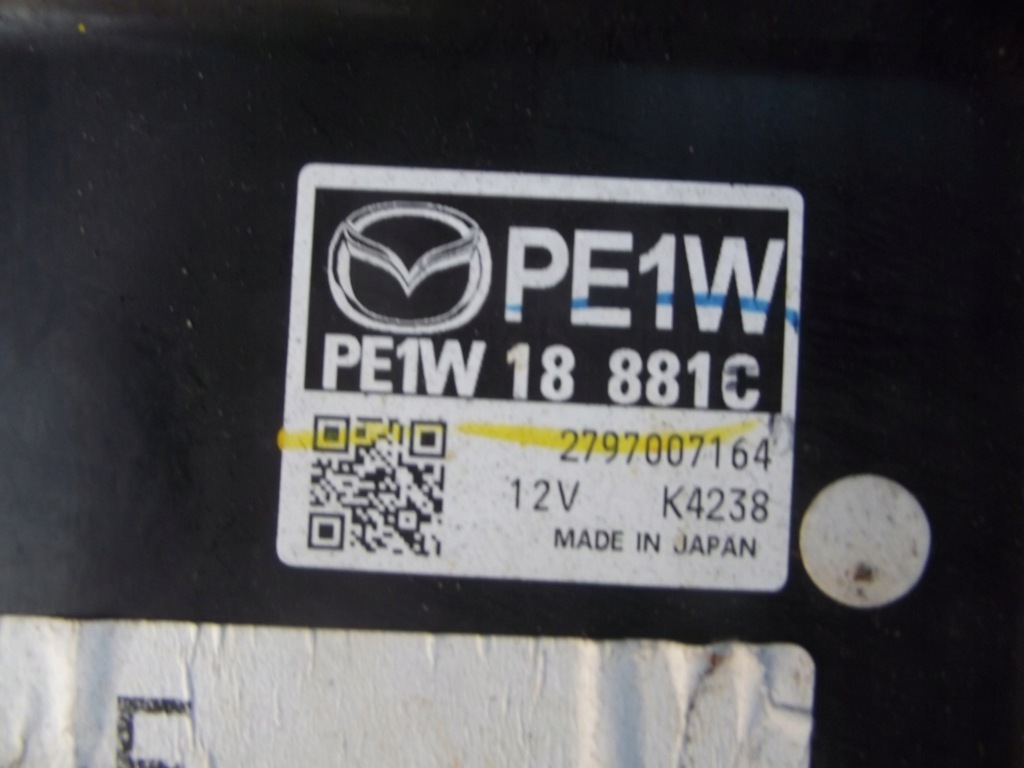 PE1W
PE1W 18 881C
2797007164
12V K4238
MADE IN JAPAN